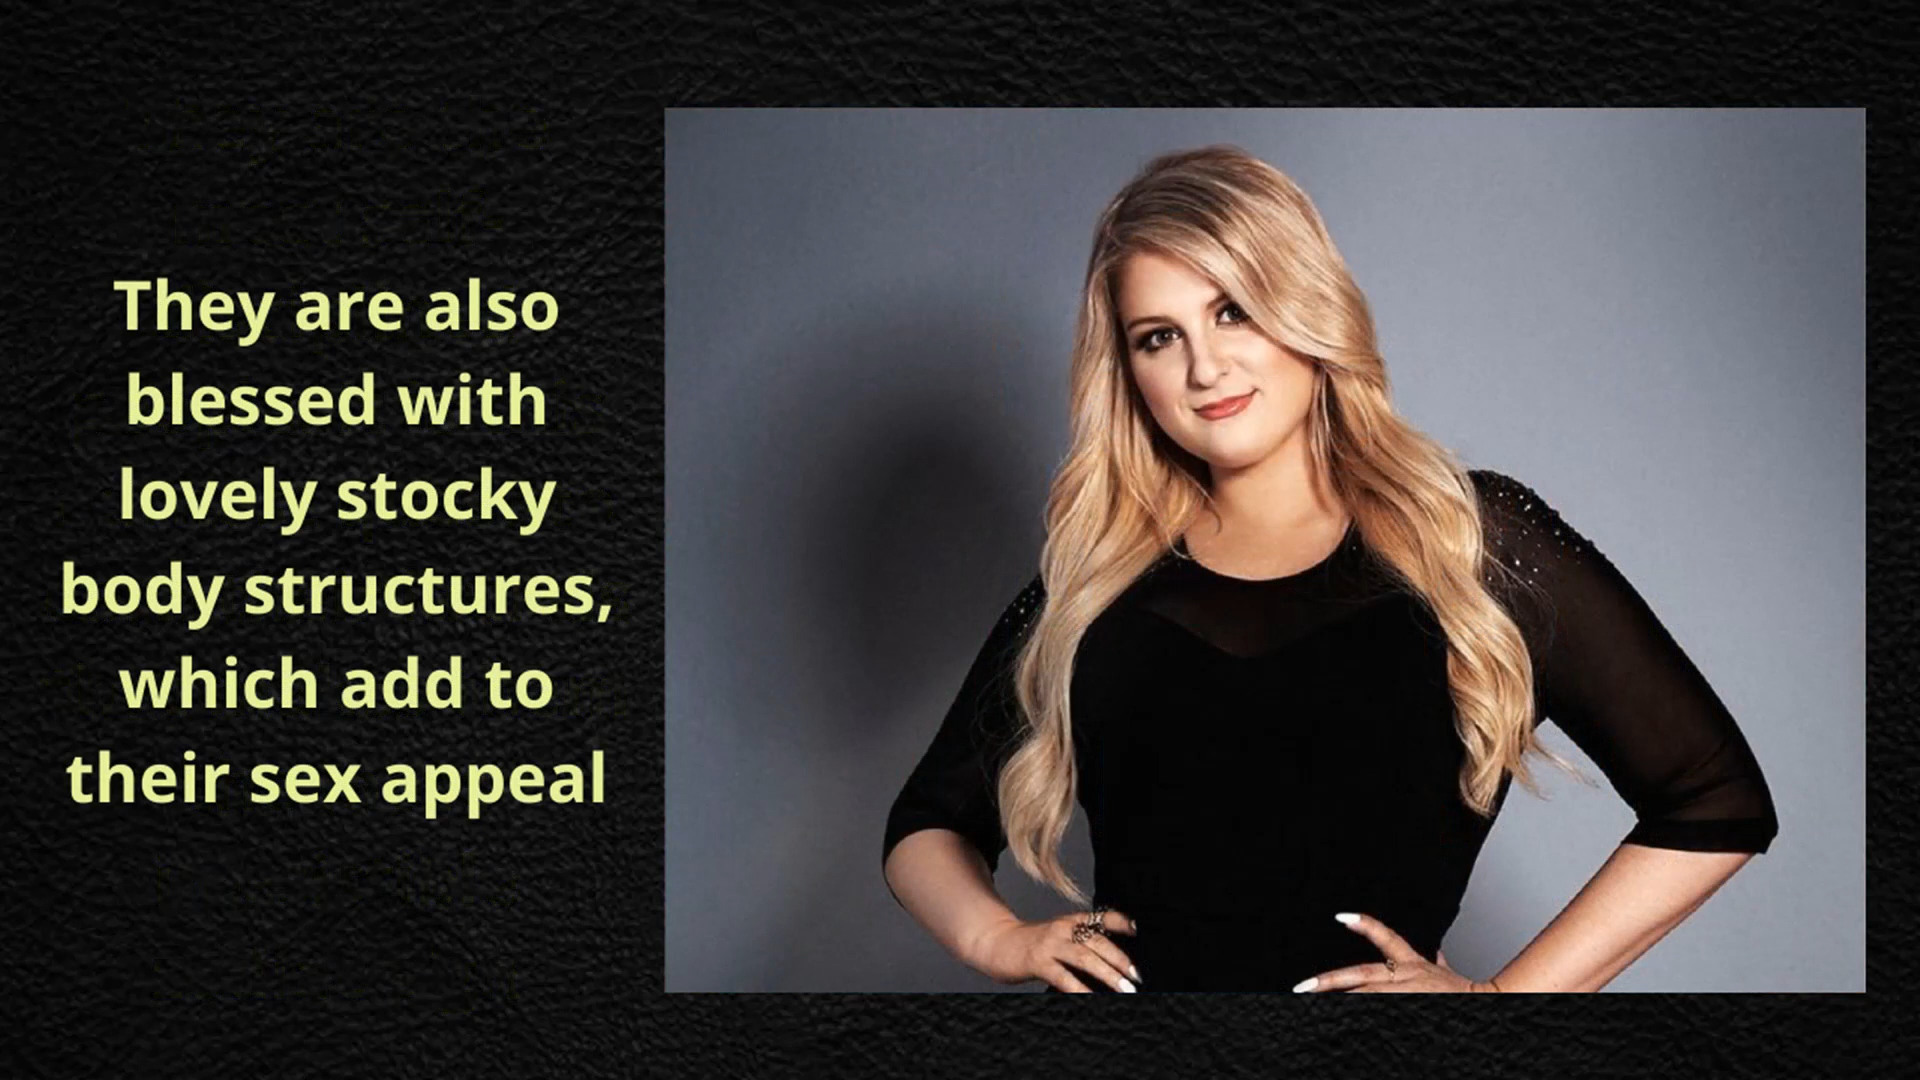 They are also
blessed with
lovely stocky
body structures,
which add to
their sex appeal